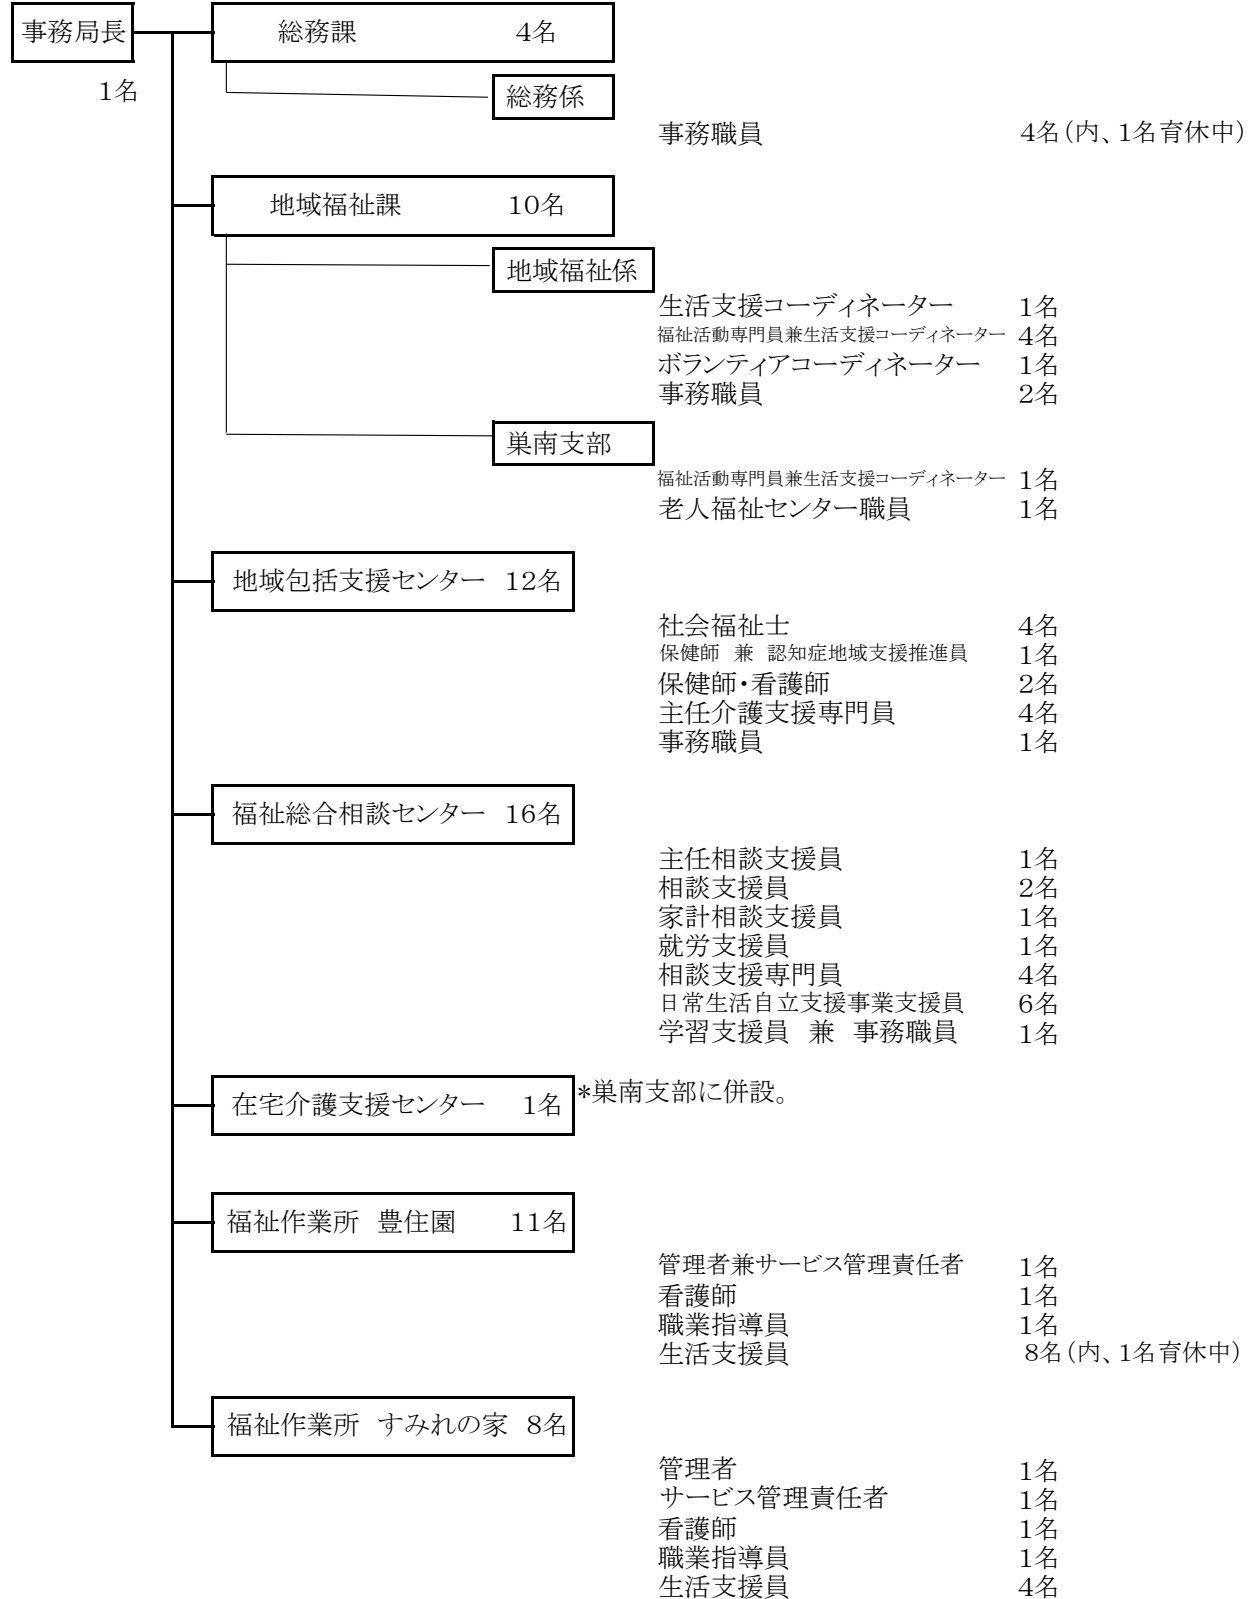 事務局長
1名
総務課 4名
総務係
事務職員 4名（内、1名育休中）
地域福祉課 10名
地域福祉係
生活支援コーディネーター 1名
福祉活動専門員兼生活支援コーディネーター 4名
ボランティアコーディネーター 1名
事務職員 2名
巣南支部
福祉活動専門員兼生活支援コーディネーター 1名
老人福祉センター職員 1名
地域包括支援センター 12名
社会福祉士 4名
保健師 兼 認知症地域支援推進員 1名
保健師・看護師 2名
主任介護支援専門員 4名
事務職員 1名
福祉総合相談センター 16名
主任相談支援員 1名
相談支援員 2名
家計相談支援員 1名
就労支援員 1名
相談支援専門員 4名
日常生活自立支援事業支援員 6名
学習支援員 兼 事務職員 1名
在宅介護支援センター 1名 *巣南支部に併設。
福祉作業所 豊住園 11名
管理者兼サービス管理責任者 1名
看護師 1名
職業指導員 1名
生活支援員 8名（内、1名育休中）
福祉作業所 すみれの家 8名
管理者 1名
サービス管理責任者 1名
看護師 1名
職業指導員 1名
生活支援員 4名